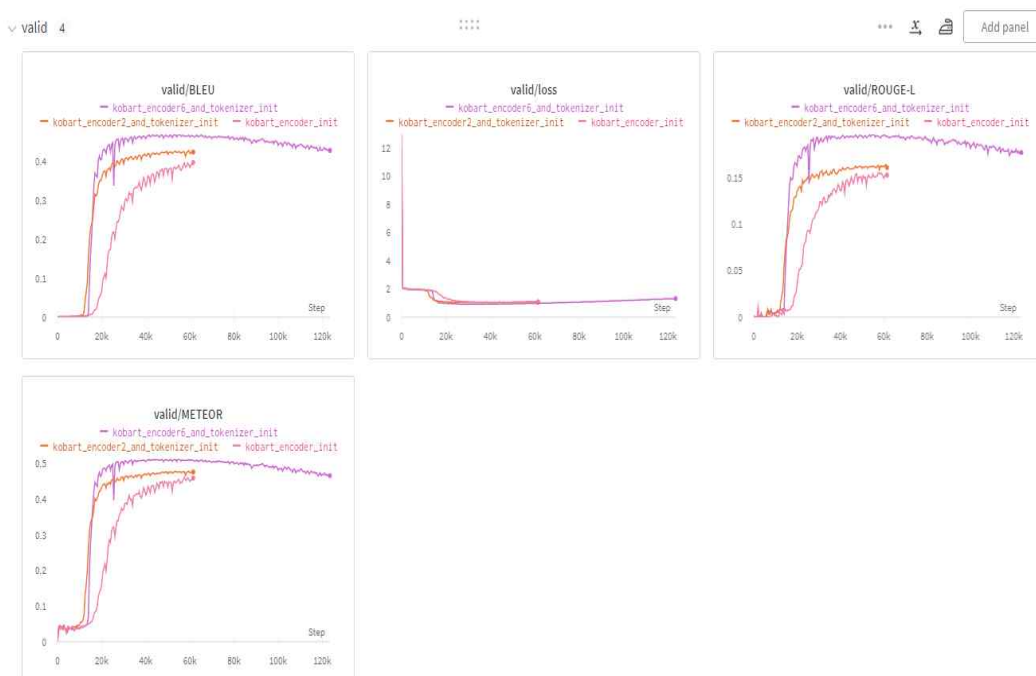 valid 4
Add panel
valid/BLEU
kobart_encoder6_and_tokenizer_init
kobart_encoder2_and_tokenizer_init kobart_encoder_init
0.4
0.3
0.2
0.1
0
Step
0 20k 40k 60k 80k 100k 120k
valid/loss
kobart_encoder6_and_tokenizer_init
kobart_encoder2_and_tokenizer_init kobart_encoder_init
12
10
8
6
4
2
0
Step
0 20k 40k 60k 80k 100k 120k
valid/ROUGE-L
kobart_encoder6_and_tokenizer_init
kobart_encoder2_and_tokenizer_init kobart_encoder_init
0.15
0.1
0.05
0
Step
0 20k 40k 60k 80k 100k 120k
valid/METEOR
kobart_encoder6_and_tokenizer_init
kobart_encoder2_and_tokenizer_init kobart_encoder_init
0.5
0.4
0.3
0.2
0.1
0
Step
0 20k 40k 60k 80k 100k 120k